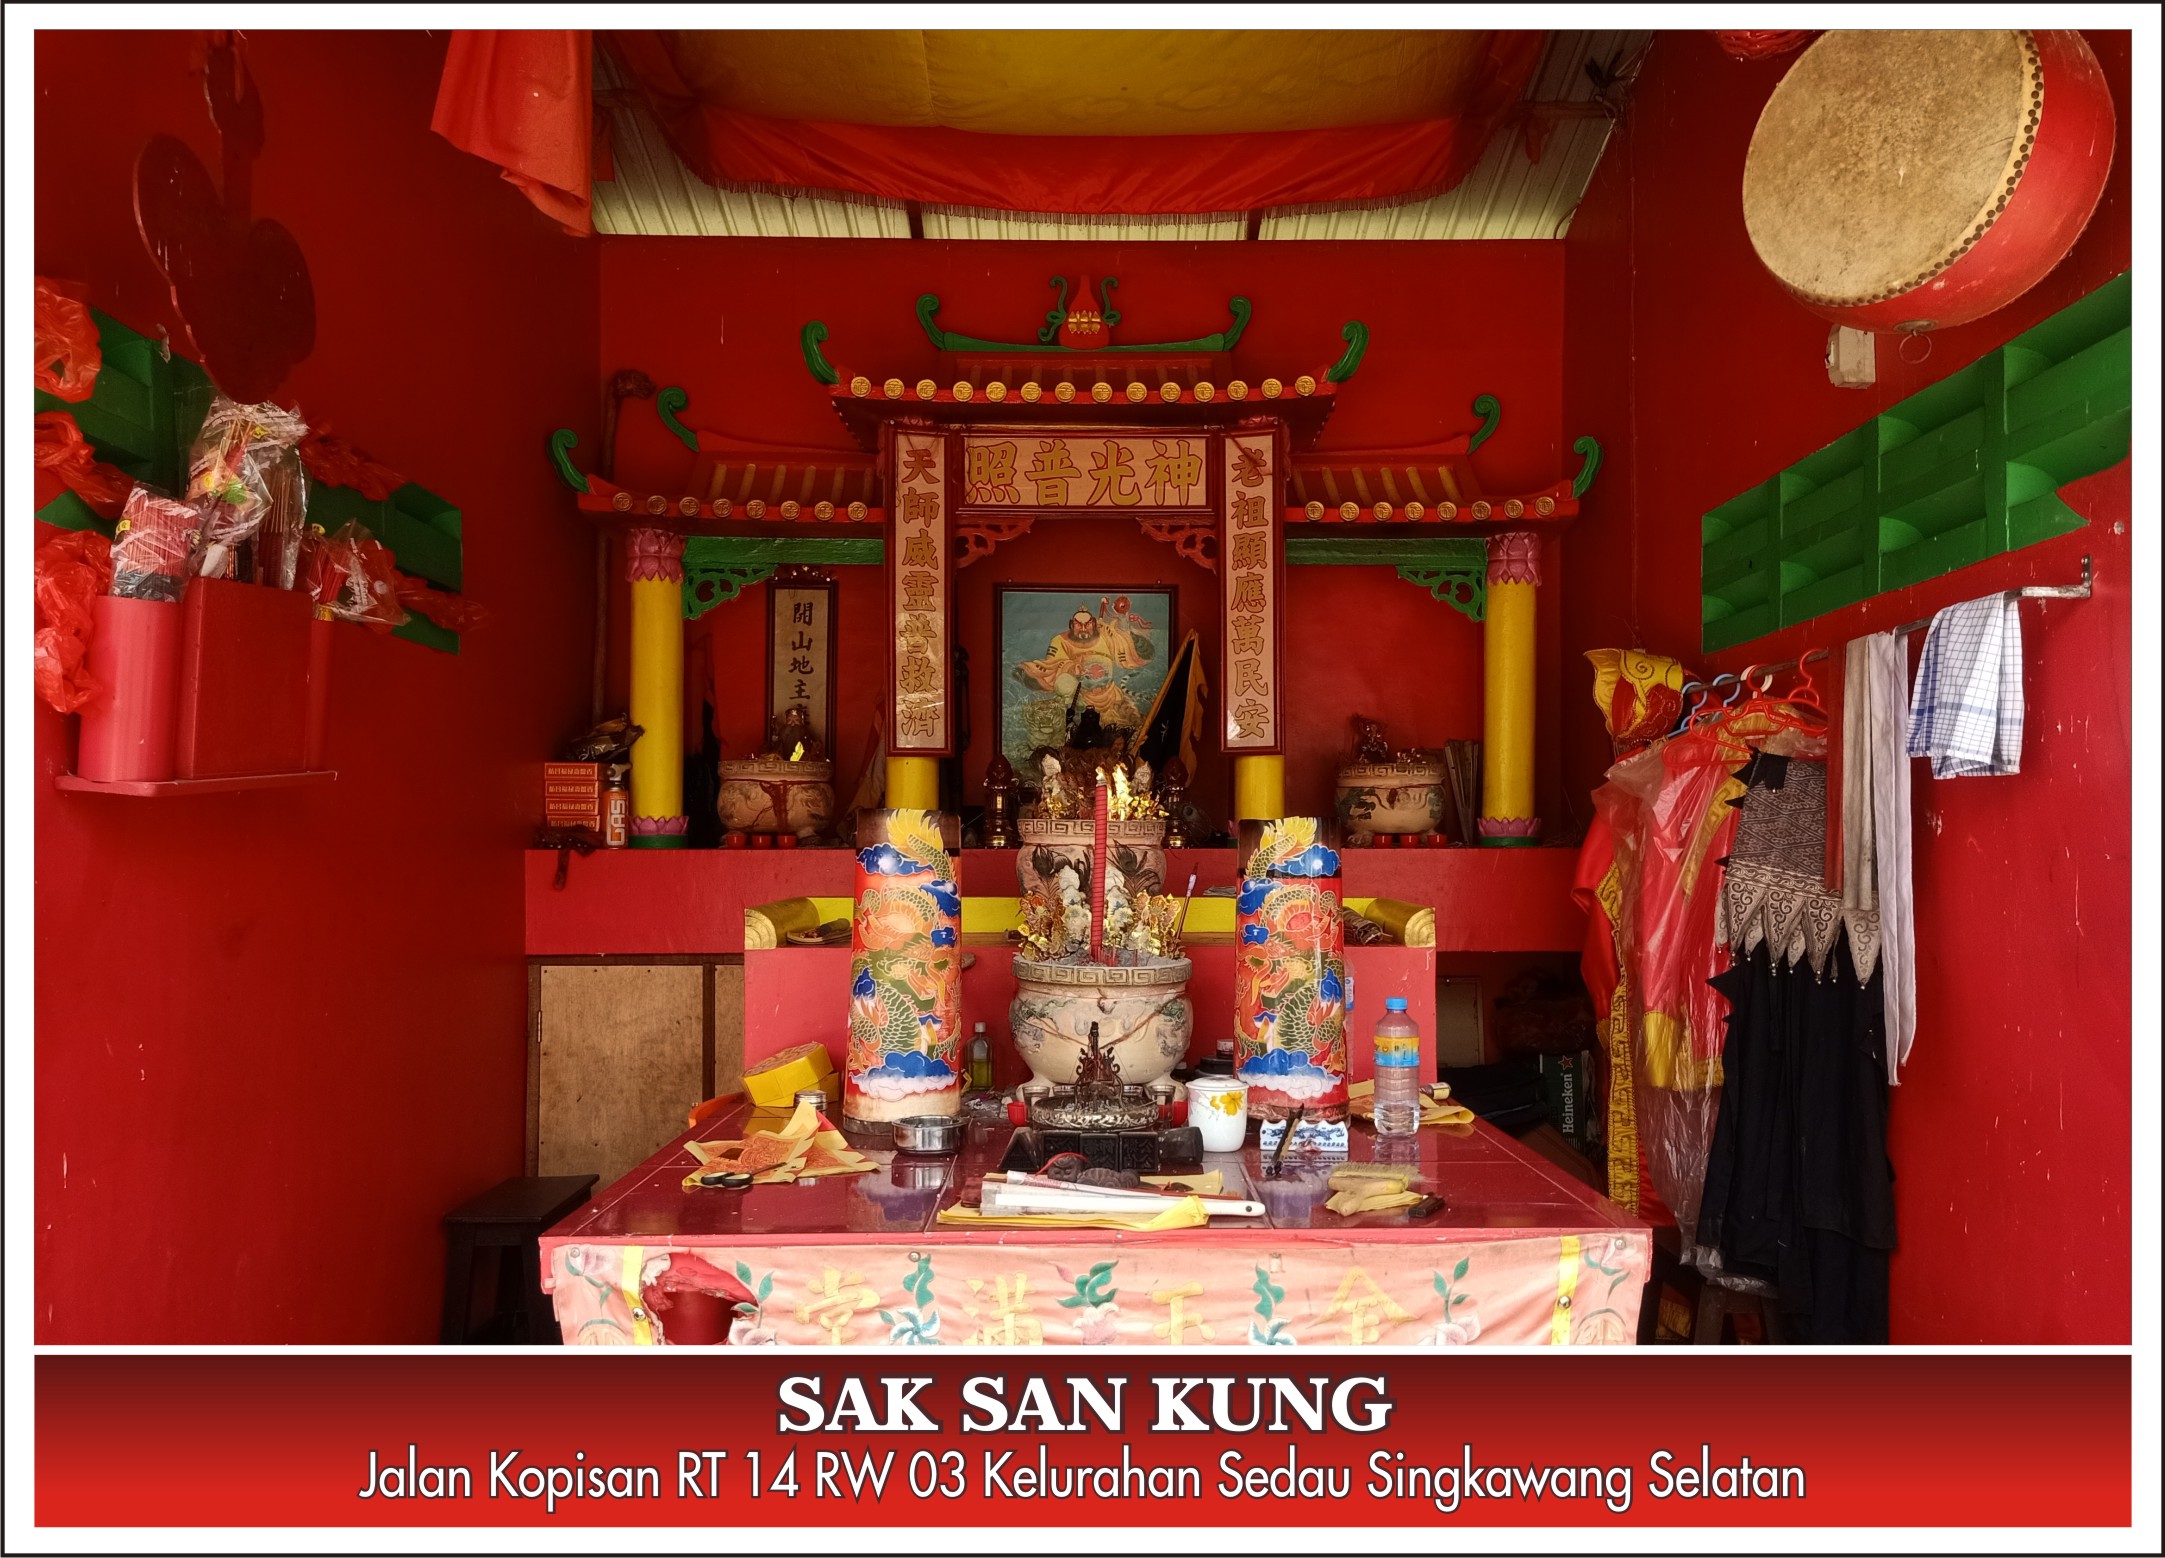 神光普照
老祖顯應萬民安
天師威靈普救濟
開山地主
GAS
Heineken
金玉滿堂
SAK SAN KUNG
Jalan Kopisan RT 14 RW 03 Kelurahan Sedau Singkawang Selatan